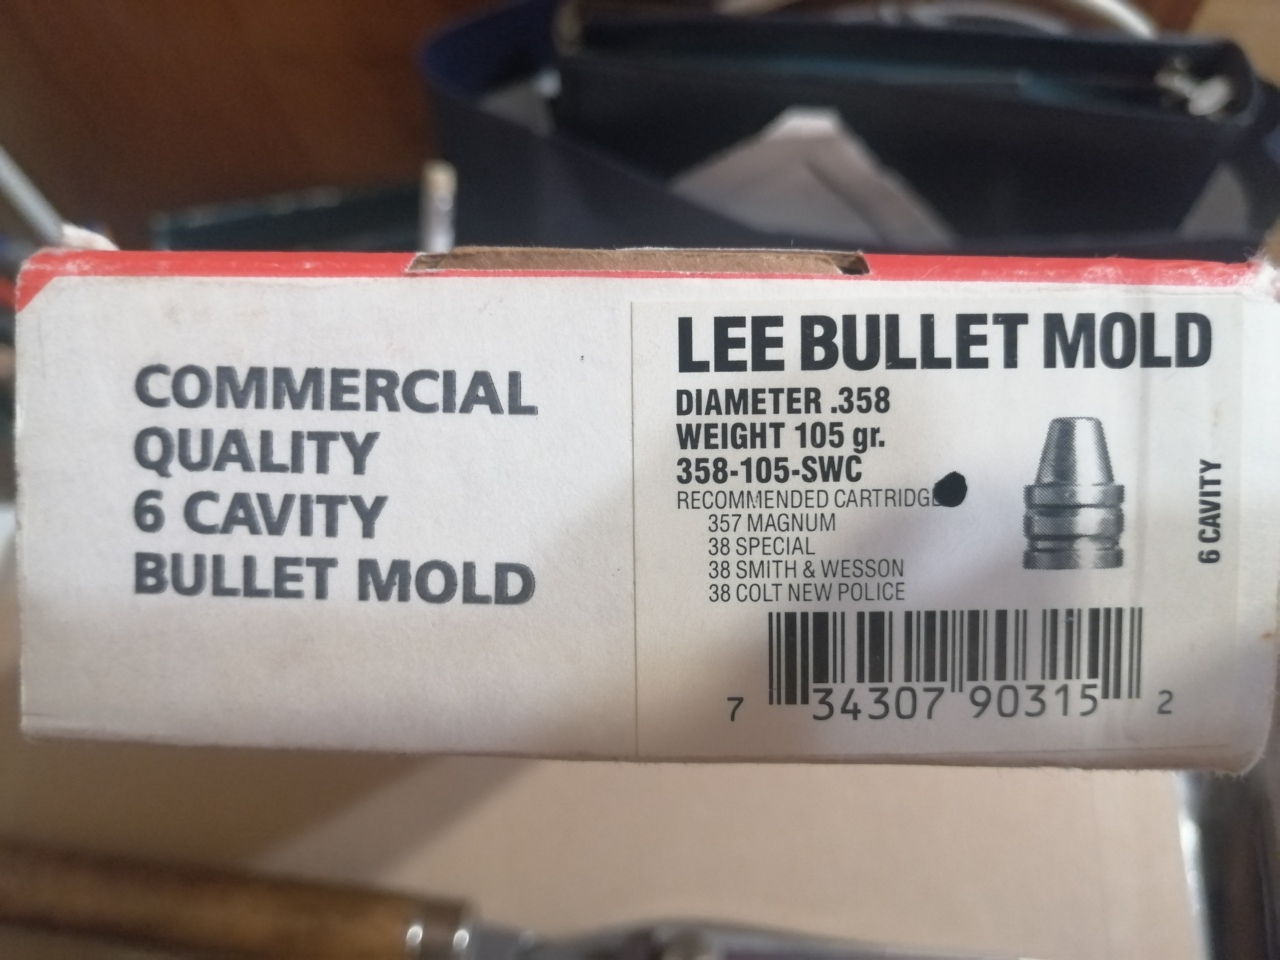 COMMERCIAL
QUALITY
6 CAVITY
BULLET MOLD
LEE BULLET MOLD
DIAMETER .358
WEIGHT 105 gr.
358-105-SWC
RECOMMENDED CARTRIDGE
357 MAGNUM
38 SPECIAL
38 SMITH & WESSON
38 COLT NEW POLICE
6 CAVITY
7 34307 90315 2